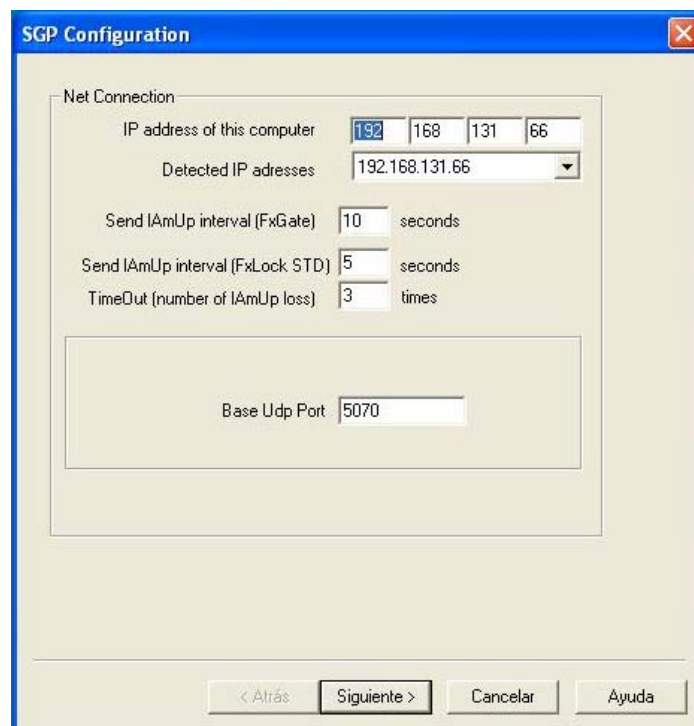 SGP Configuration
Net Connection
IP address of this computer 192 168 131 66
Detected IP adresses 192.168.131.66
Send IAmUp interval (FxGate) 10 seconds
Send IAmUp interval (FxLock STD) 5 seconds
TimeOut (number of IAmUp loss) 3 times
Base Udp Port 5070
< Atrás Siguiente > Cancelar Ayuda